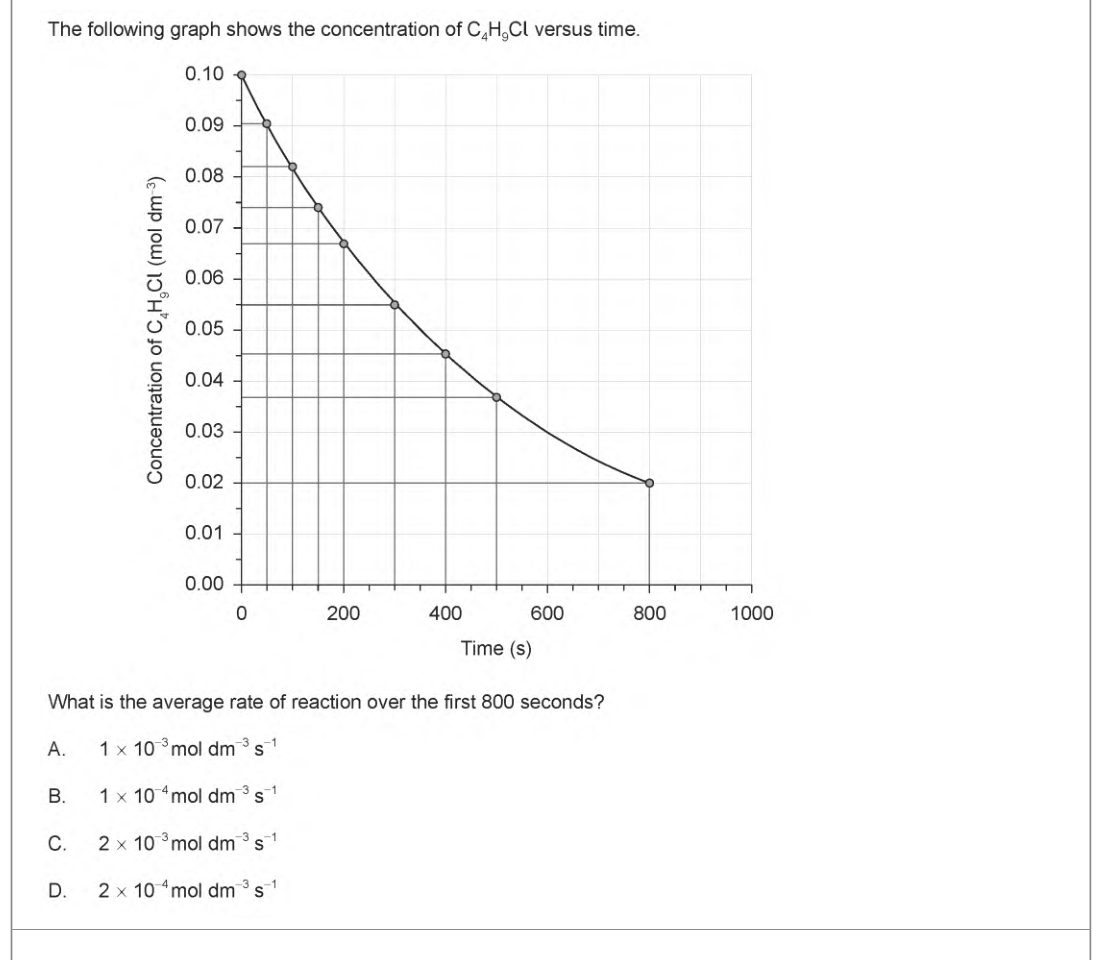 The following graph shows the concentration of C₄H₉Cl versus time.
0.10
0.09
0.08
0.07
0.06
0.05
0.04
0.03
0.02
0.01
0.00
Concentration of C₄H₉Cl (mol dm⁻³)
0 200 400 600 800 1000
Time (s)
What is the average rate of reaction over the first 800 seconds?
A. 1 × 10⁻³ mol dm⁻³ s⁻¹
B. 1 × 10⁻⁴ mol dm⁻³ s⁻¹
C. 2 × 10⁻³ mol dm⁻³ s⁻¹
D. 2 × 10⁻⁴ mol dm⁻³ s⁻¹